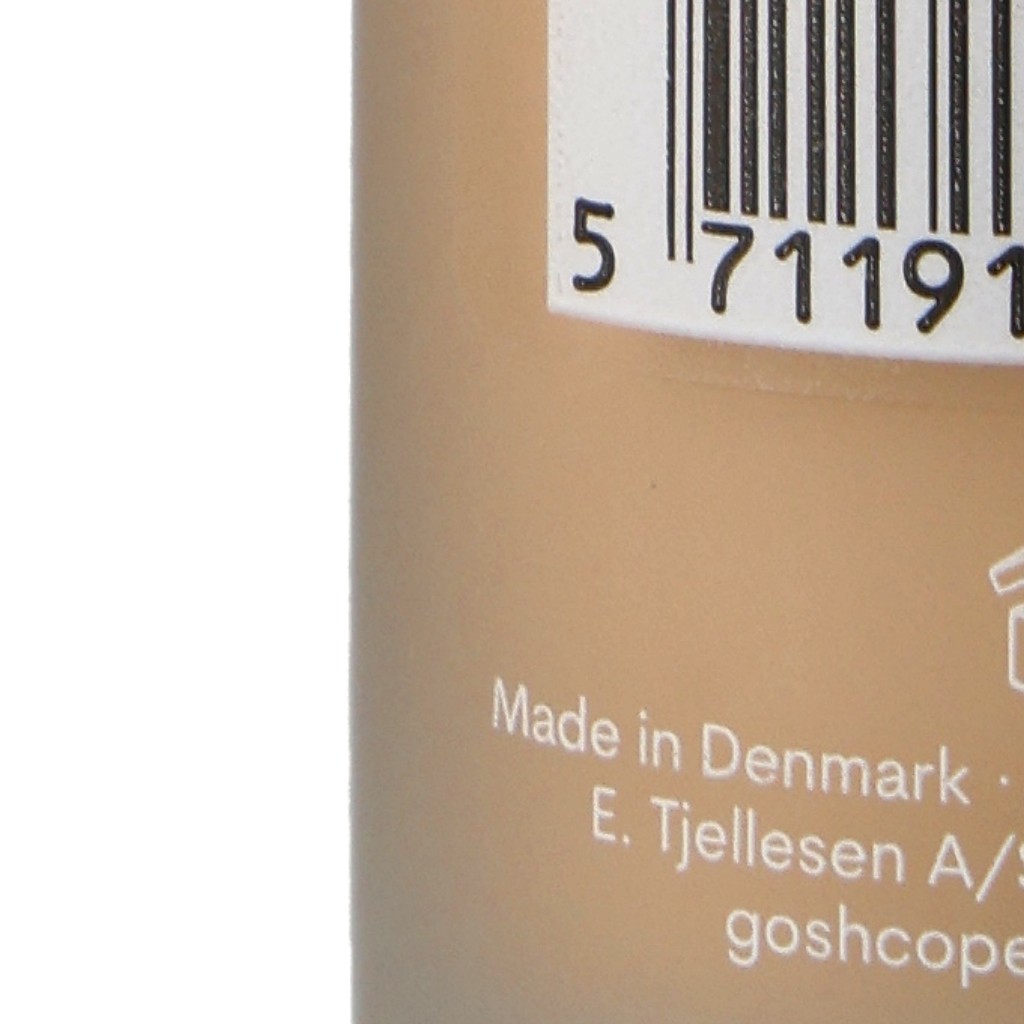 5 71191
Made in Denmark ·
E. Tjellesen A/S
goshcope